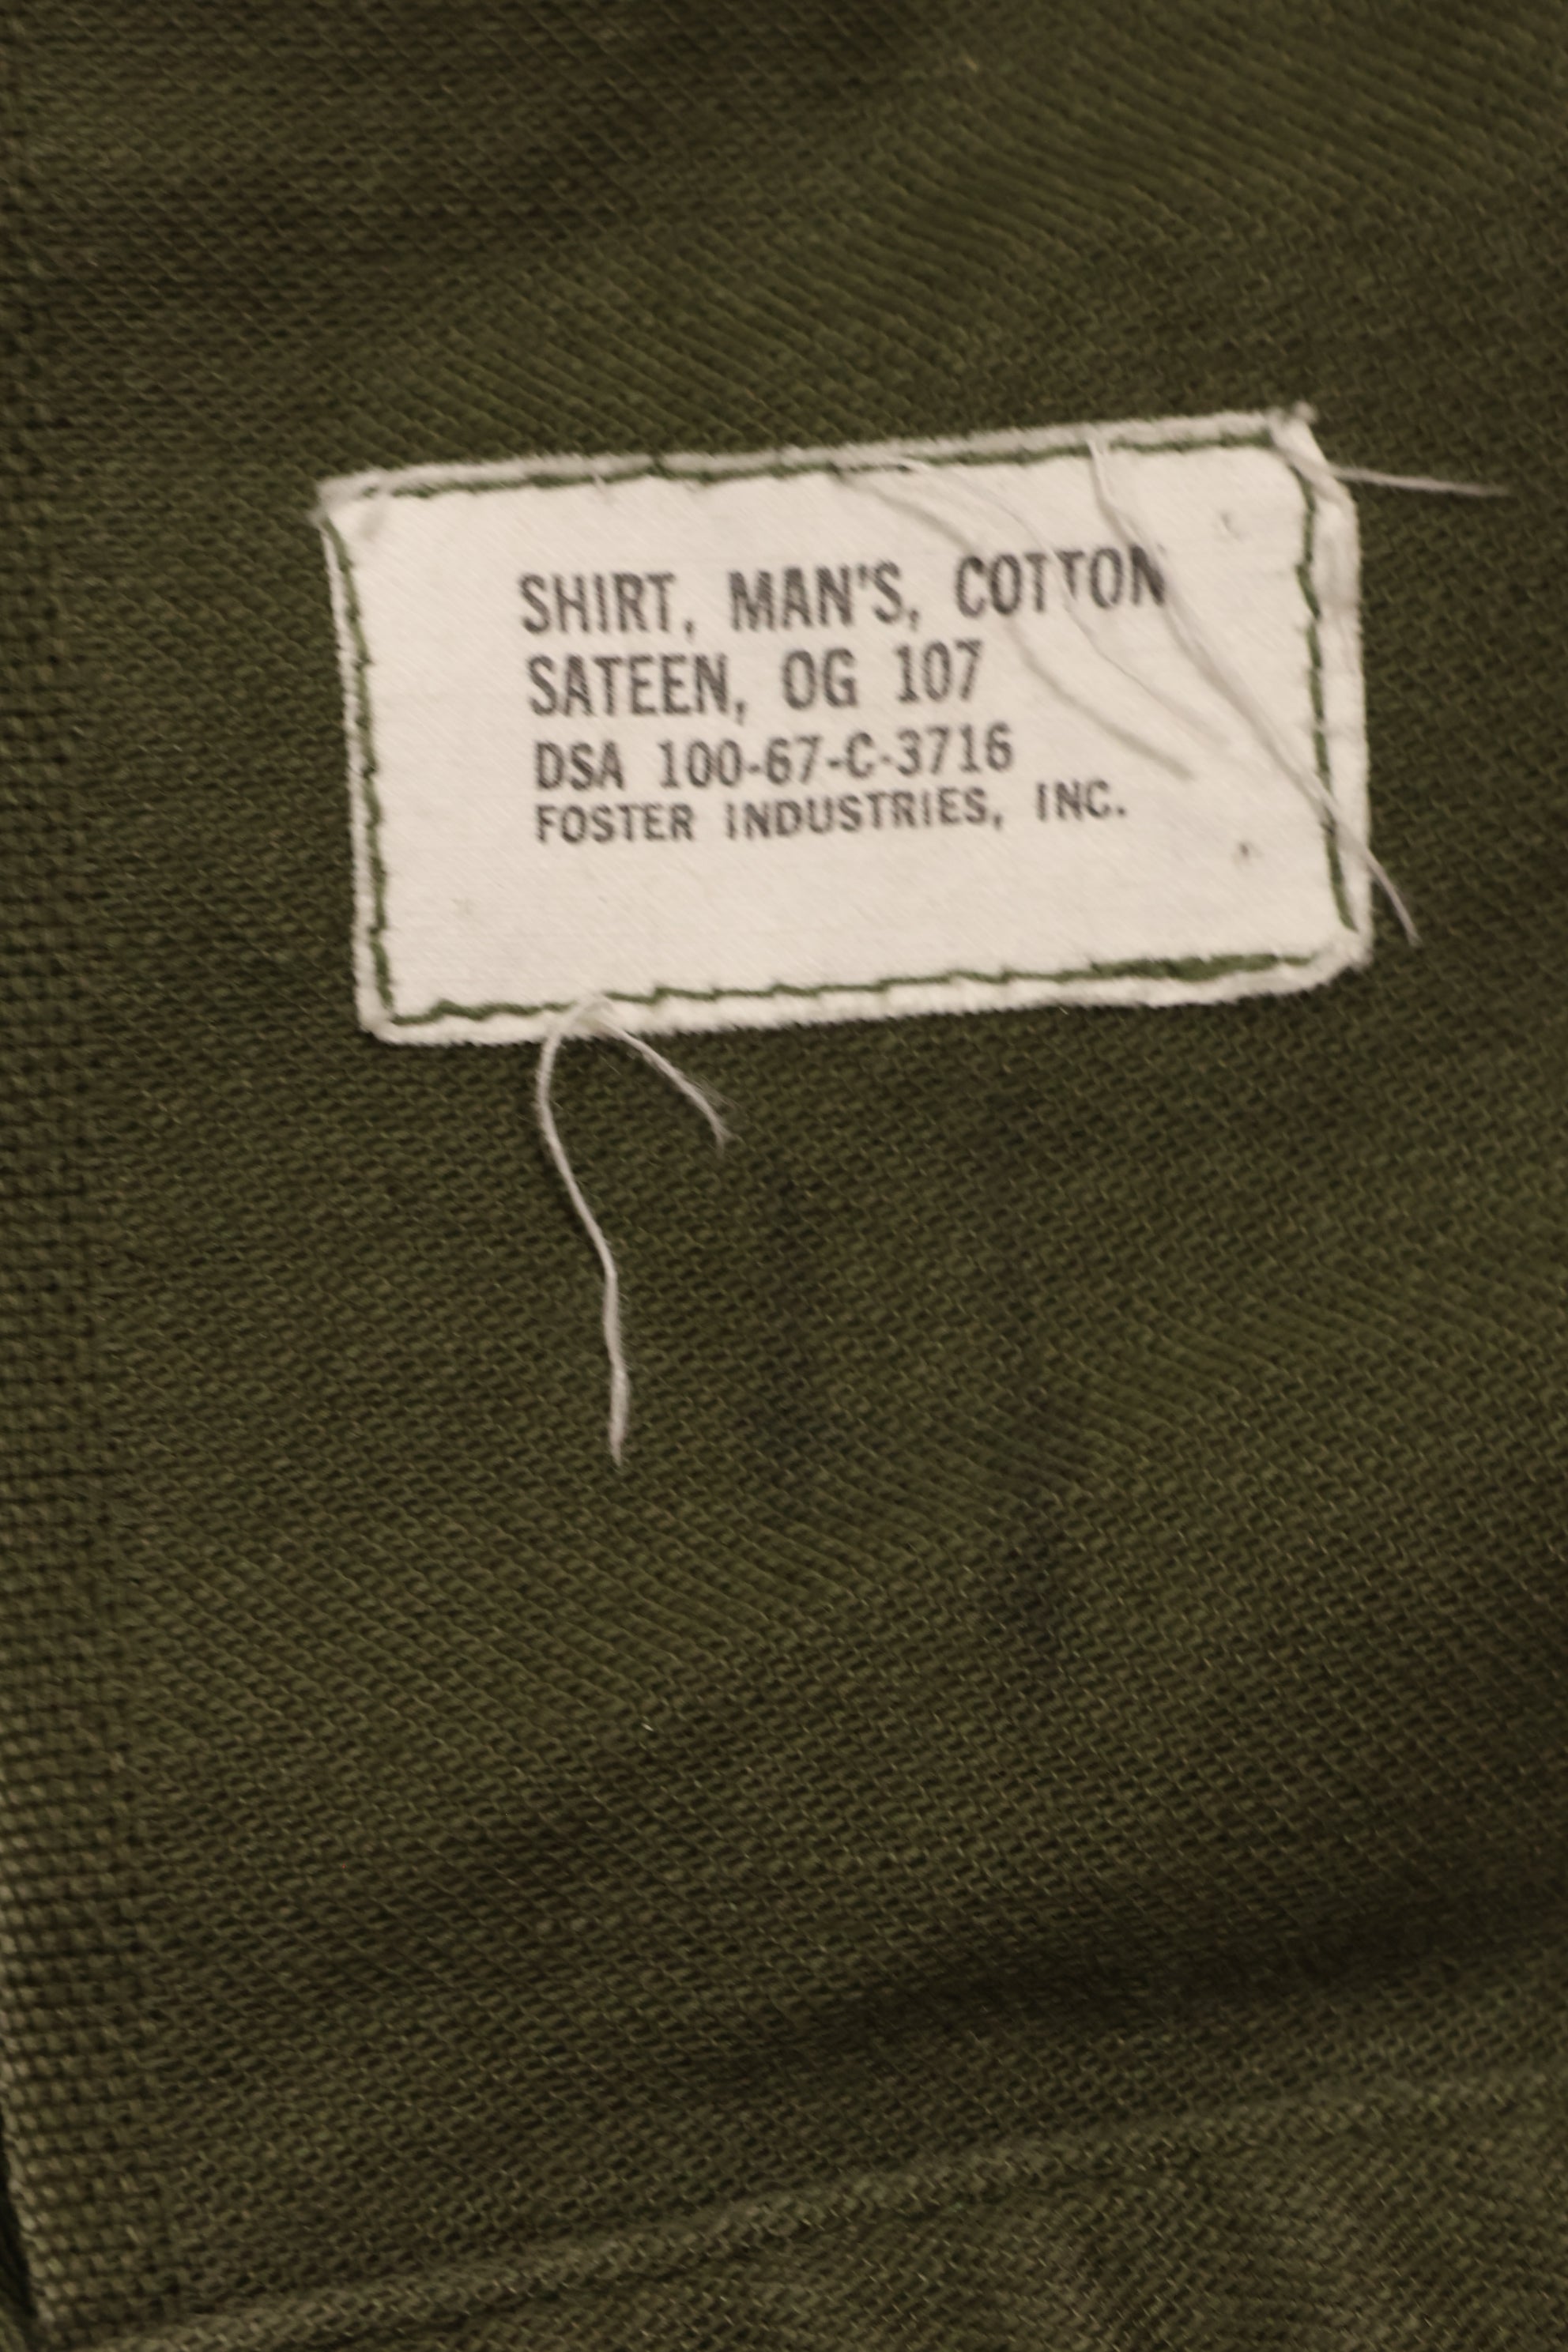 SHIRT, MAN'S, COTTON
SATEEN, OG 107
DSA 100-67-C-3716
FOSTER INDUSTRIES, INC.